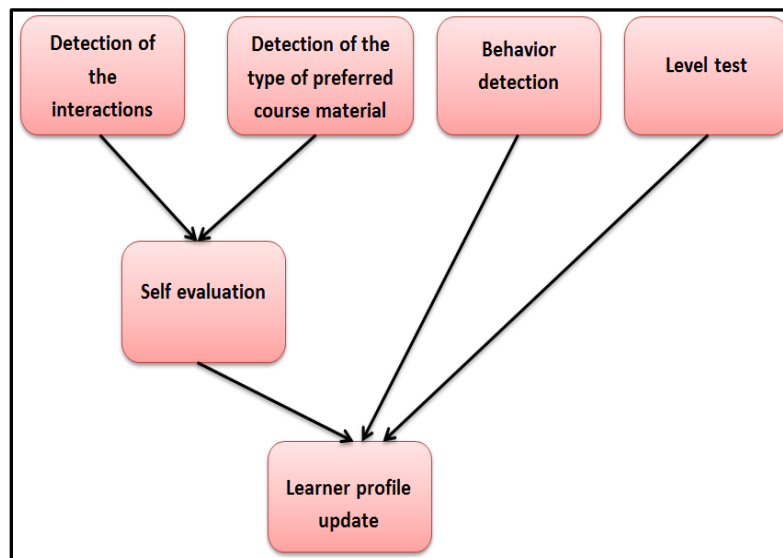 Detection of
the
interactions
Detection of the
type of preferred
course material
Behavior
detection
Level test
Self evaluation
Learner profile
update